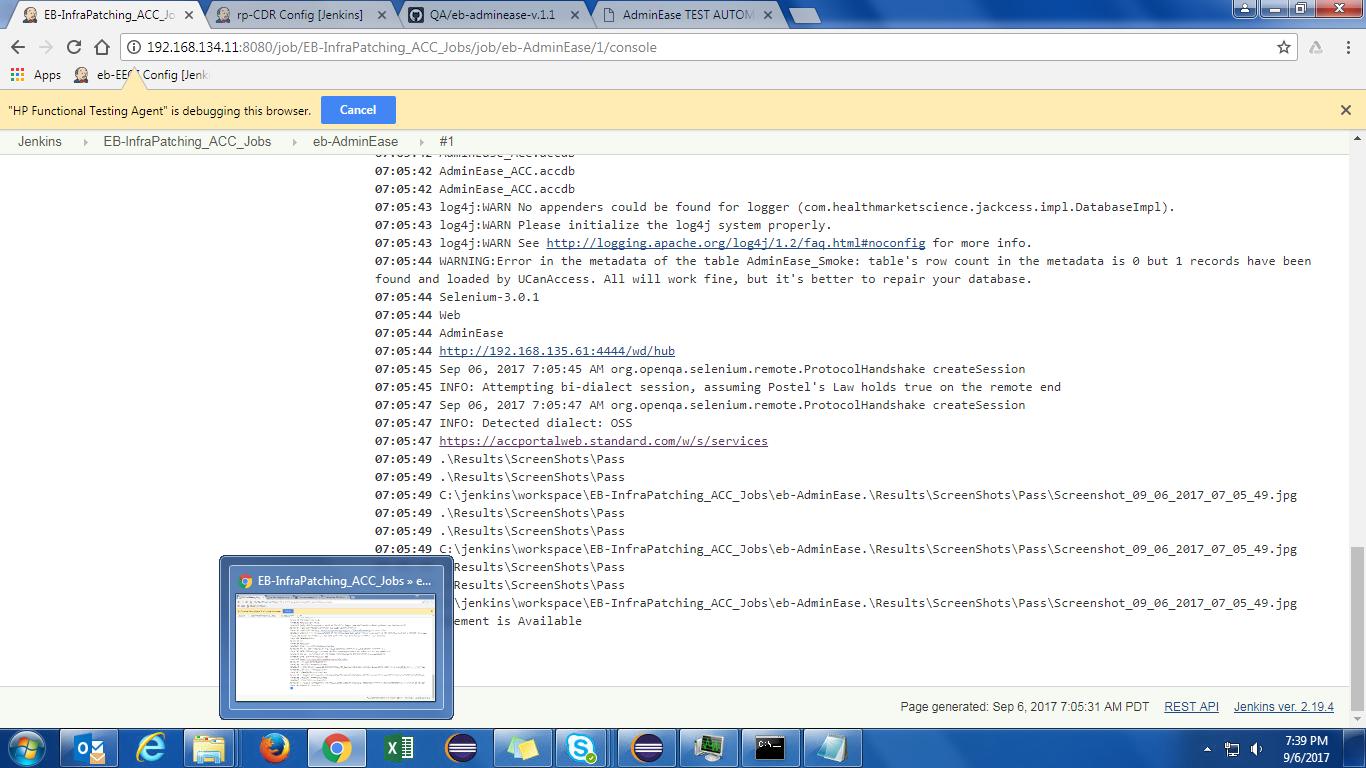 EB-InfraPatching_ACC_Jo
rp-CDR Config [Jenkins]
QA/eb-adminease-v.1.1
AdminEase TEST AUTOM
192.168.134.11:8080/job/EB-InfraPatching_ACC_Jobs/job/eb-AdminEase/1/console
Apps
Config [Jenk
"HP Functional Testing Agent" is debugging this browser.
Cancel
Jenkins
EB-InfraPatching_ACC_Jobs
eb-AdminEase
#1
07:05:42 AdminEase_ACC.accdb
07:05:42 AdminEase_ACC.accdb
07:05:42 AdminEase_ACC.accdb
07:05:43 log4j:WARN No appenders could be found for logger (com.healthmarketscience.jackcess.impl.DatabaseImpl).
07:05:43 log4j:WARN Please initialize the log4j system properly.
07:05:43 log4j:WARN See http://logging.apache.org/log4j/1.2/faq.html#noconfig for more info.
07:05:44 WARNING:Error in the metadata of the table AdminEase_Smoke: table's row count in the metadata is 0 but 1 records have been
found and loaded by UCanAccess. All will work fine, but it's better to repair your database.
07:05:44 Selenium-3.0.1
07:05:44 Web
07:05:44 AdminEase
07:05:44 http://192.168.135.61:4444/wd/hub
07:05:45 Sep 06, 2017 7:05:45 AM org.openqa.selenium.remote.ProtocolHandshake createSession
07:05:45 INFO: Attempting bi-dialect session, assuming Postel's Law holds true on the remote end
07:05:47 Sep 06, 2017 7:05:47 AM org.openqa.selenium.remote.ProtocolHandshake createSession
07:05:47 INFO: Detected dialect: OSS
07:05:47 https://accportalweb.standard.com/w/s/services
07:05:49 .\Results\ScreenShots\Pass
07:05:49 .\Results\ScreenShots\Pass
07:05:49 C:\jenkins\workspace\EB-InfraPatching_ACC_Jobs\eb-AdminEase.\Results\ScreenShots\Pass\Screenshot_09_06_2017_07_05_49.jpg
07:05:49 .\Results\ScreenShots\Pass
07:05:49 .\Results\ScreenShots\Pass
07:05:49 C:\jenkins\workspace\EB-InfraPatching_ACC_Jobs\eb-AdminEase.\Results\ScreenShots\Pass\Screenshot_09_06_2017_07_05_49.jpg
\Results\ScreenShots\Pass
\Results\ScreenShots\Pass
\jenkins\workspace\EB-InfraPatching_ACC_Jobs\eb-AdminEase.\Results\ScreenShots\Pass\Screenshot_09_06_2017_07_05_49.jpg
ement is Available
EB-InfraPatching_ACC_Jobs » e...
Page generated: Sep 6, 2017 7:05:31 AM PDT
REST API
Jenkins ver. 2.19.4
7:39 PM
9/6/2017